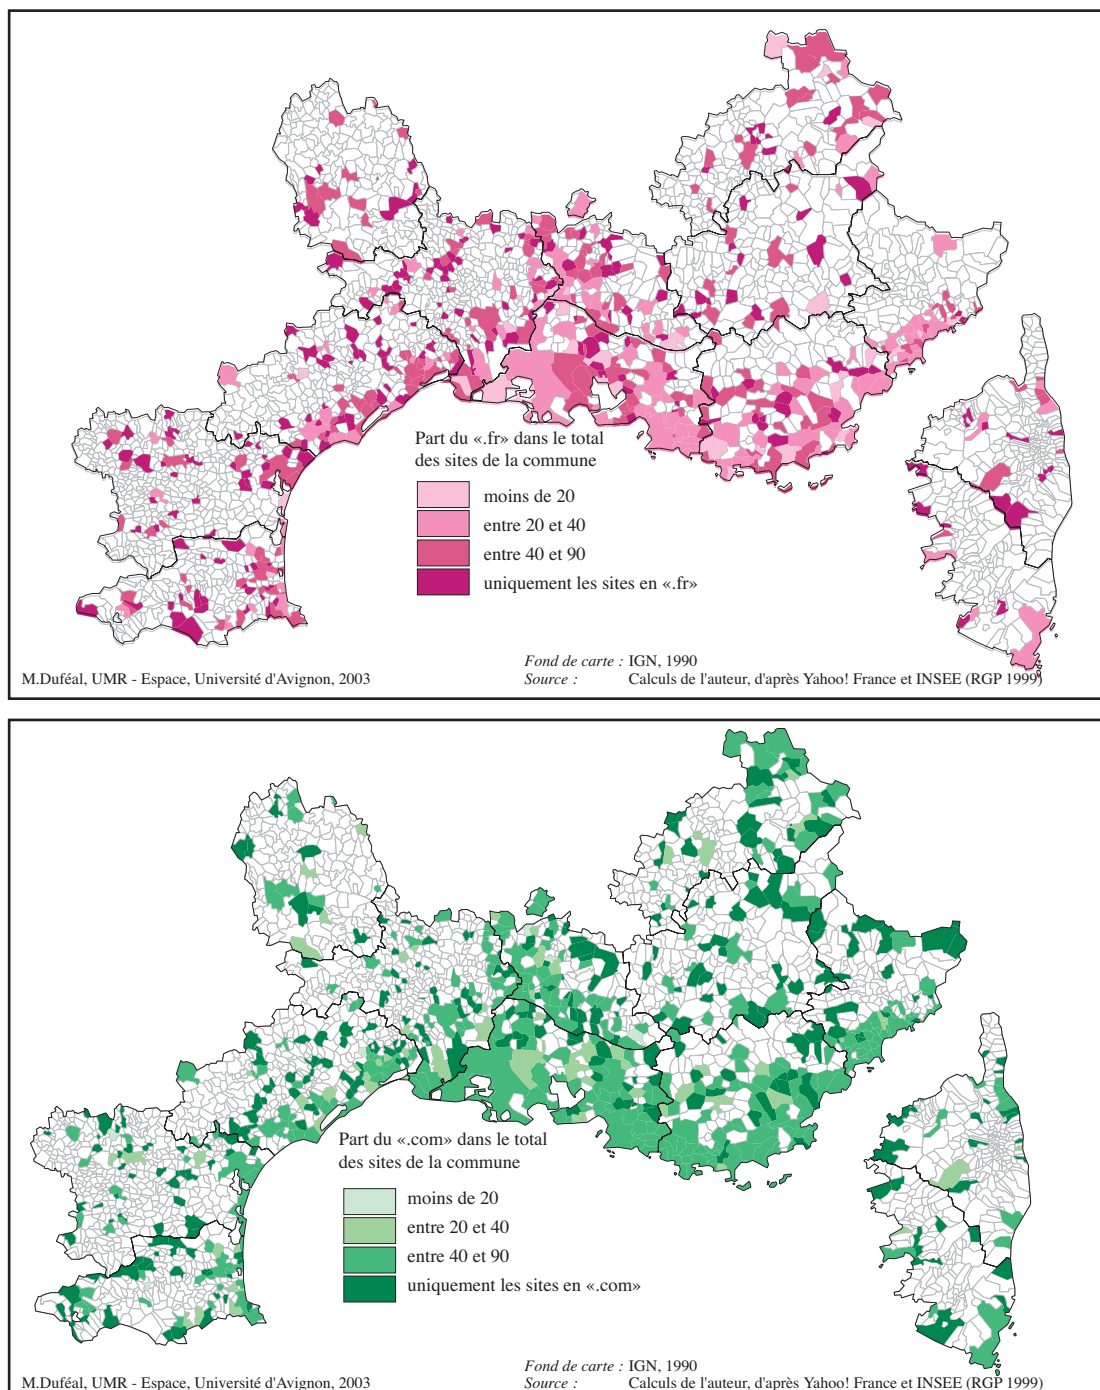 Part du «.fr» dans le total
des sites de la commune
moins de 20
entre 20 et 40
entre 40 et 90
uniquement les sites en «.fr»
Fond de carte : IGN, 1990
M.Duféal, UMR - Espace, Université d'Avignon, 2003 Source : Calculs de l'auteur, d'après Yahoo! France et INSEE (RGP 1999)
Part du «.com» dans le total
des sites de la commune
moins de 20
entre 20 et 40
entre 40 et 90
uniquement les sites en «.com»
Fond de carte : IGN, 1990
M.Duféal, UMR - Espace, Université d'Avignon, 2003 Source : Calculs de l'auteur, d'après Yahoo! France et INSEE (RGP 1999)